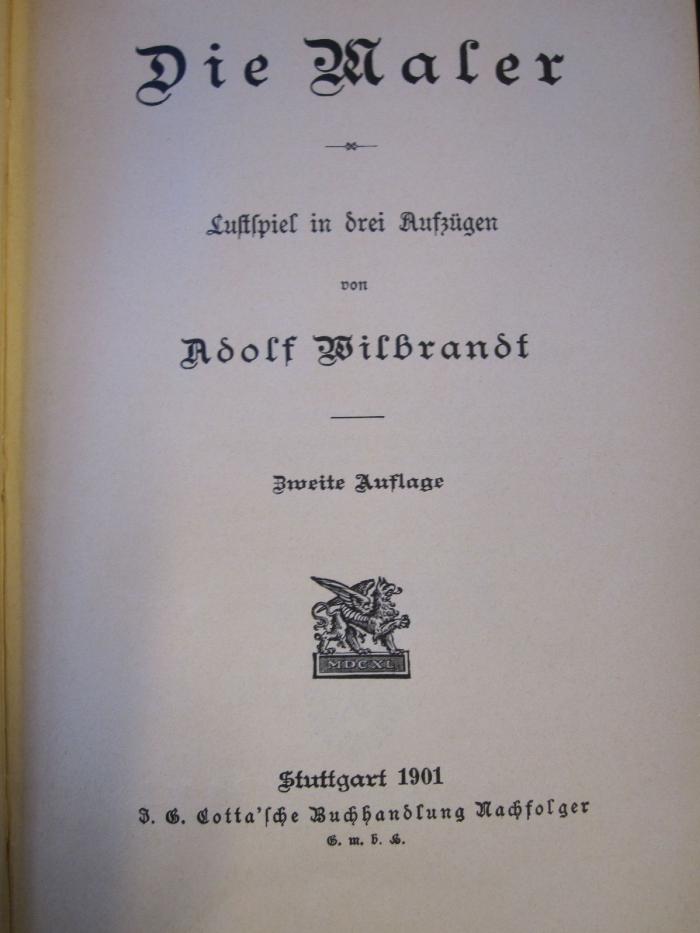 Die Maler
Lustspiel in drei Aufzügen
von
Adolf Wilbrandt
Zweite Auflage
MDCXL
Stuttgart 1901
J. G. Cotta'sche Buchhandlung Nachfolger
G. m. b. H.